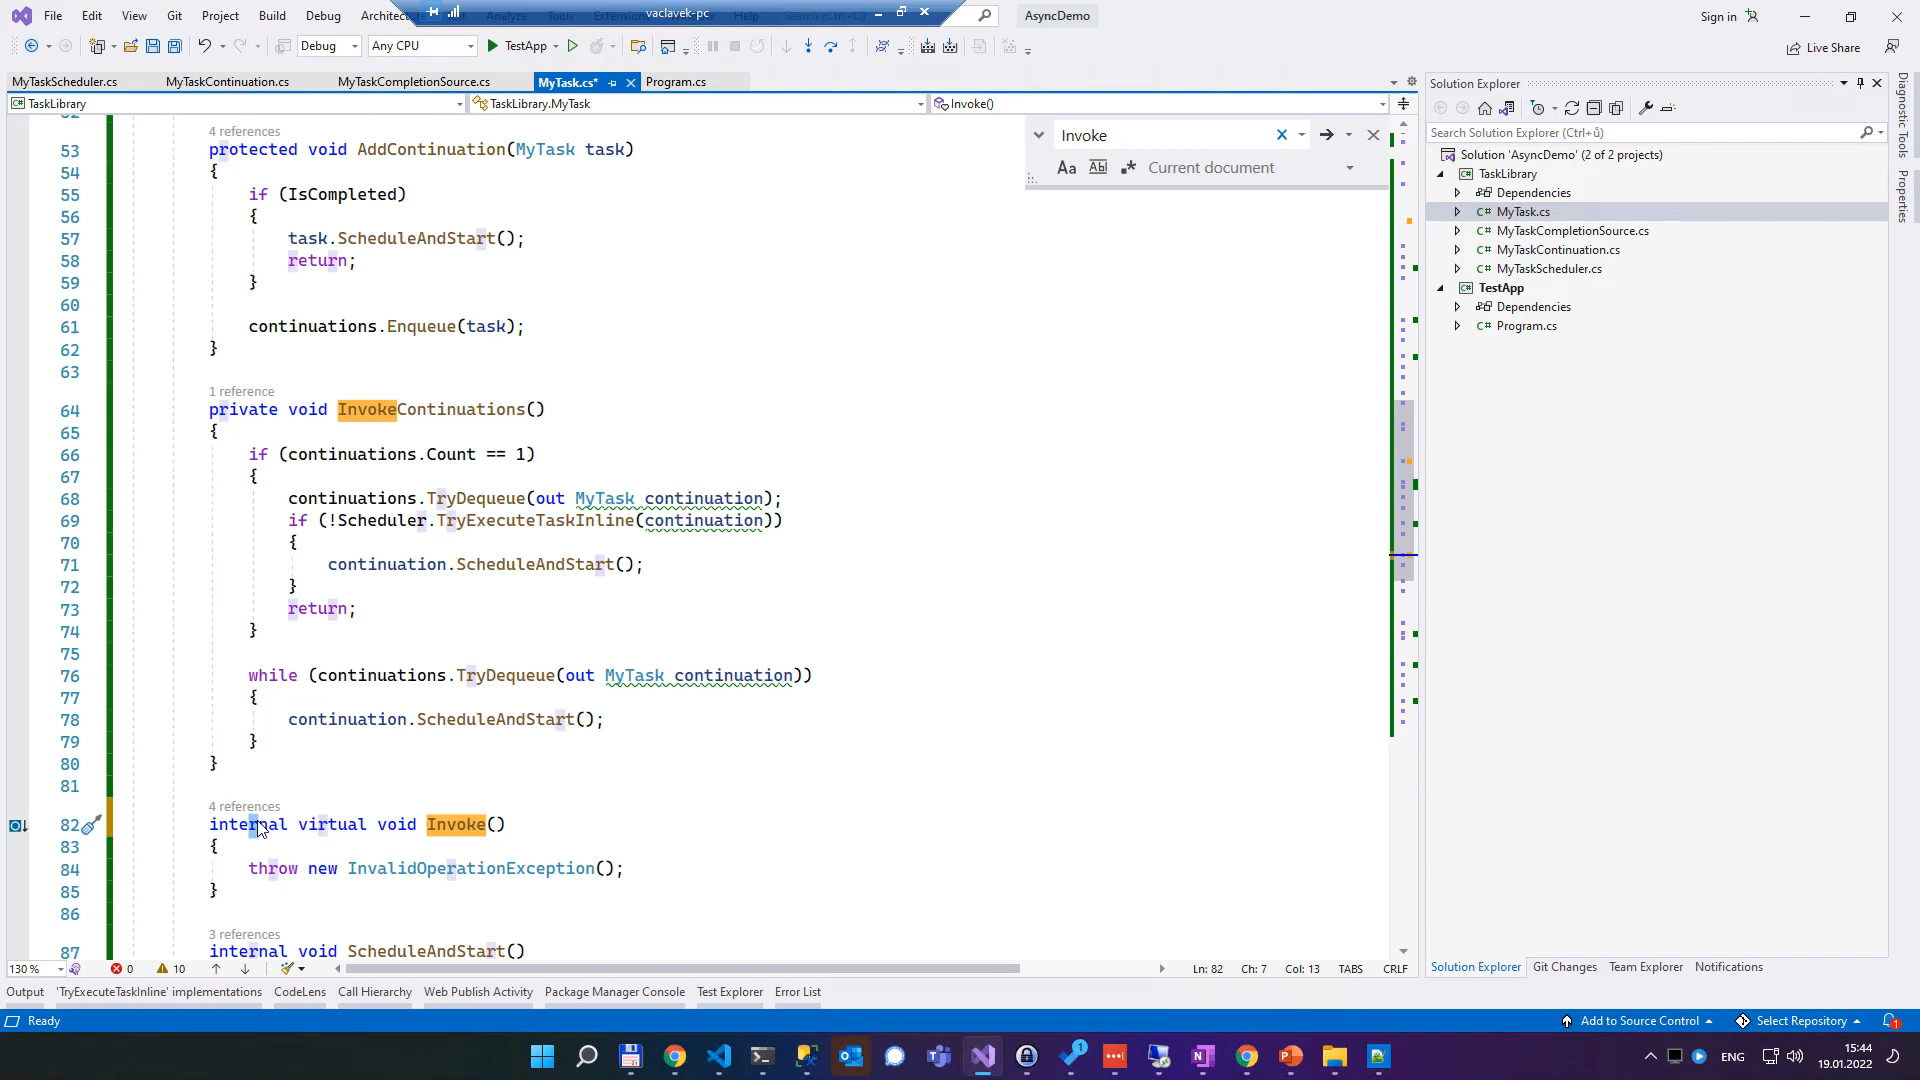 File Edit View Git Project Build Debug vaclavek-pc AsyncDemo Sign in
Debug Any CPU TestApp Live Share
MyTaskScheduler.cs MyTaskContinuation.cs MyTaskCompletionSource.cs MyTask.cs* Program.cs
TaskLibrary TaskLibrary.MyTask Invoke()
Invoke
Current document
4 references
53 protected void AddContinuation(MyTask task)
54 {
55 if (IsCompleted)
56 {
57 task.ScheduleAndStart();
58 return;
59 }
60
61 continuations.Enqueue(task);
62 }
63
1 reference
64 private void InvokeContinuations()
65 {
66 if (continuations.Count == 1)
67 {
68 continuations.TryDequeue(out MyTask continuation);
69 if (!Scheduler.TryExecuteTaskInline(continuation))
70 {
71 continuation.ScheduleAndStart();
72 }
73 return;
74 }
75
76 while (continuations.TryDequeue(out MyTask continuation))
77 {
78 continuation.ScheduleAndStart();
79 }
80 }
81
4 references
82 internal virtual void Invoke()
83 {
84 throw new InvalidOperationException();
85 }
86
3 references
87 internal void ScheduleAndStart()
130 % 0 10 Ln: 82 Ch: 7 Col: 13 TABS CRLF
Output 'TryExecuteTaskInline' implementations CodeLens Call Hierarchy Web Publish Activity Package Manager Console Test Explorer Error List
Solution Explorer
Search Solution Explorer (Ctrl+ů)
Solution 'AsyncDemo' (2 of 2 projects)
TaskLibrary
Dependencies
C# MyTask.cs
C# MyTaskCompletionSource.cs
C# MyTaskContinuation.cs
C# MyTaskScheduler.cs
TestApp
Dependencies
C# Program.cs
Solution Explorer Git Changes Team Explorer Notifications
Diagnostic Tools
Properties
Ready Add to Source Control Select Repository 1
ENG 15:44
19.01.2022